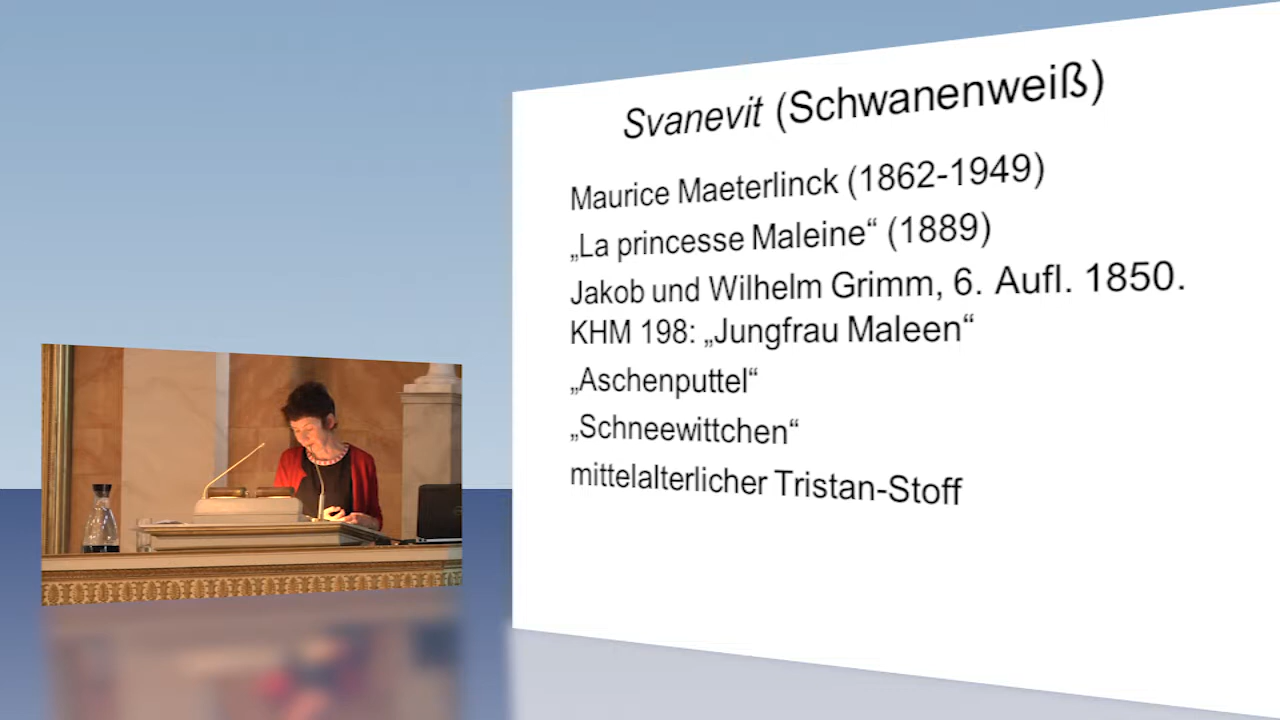 Svanevit (Schwanenweiß)
Maurice Maeterlinck (1862-1949)
„La princesse Maleine“ (1889)
Jakob und Wilhelm Grimm, 6. Aufl. 1850.
KHM 198: „Jungfrau Maleen“
„Aschenputtel“
„Schneewittchen“
mittelalterlicher Tristan-Stoff